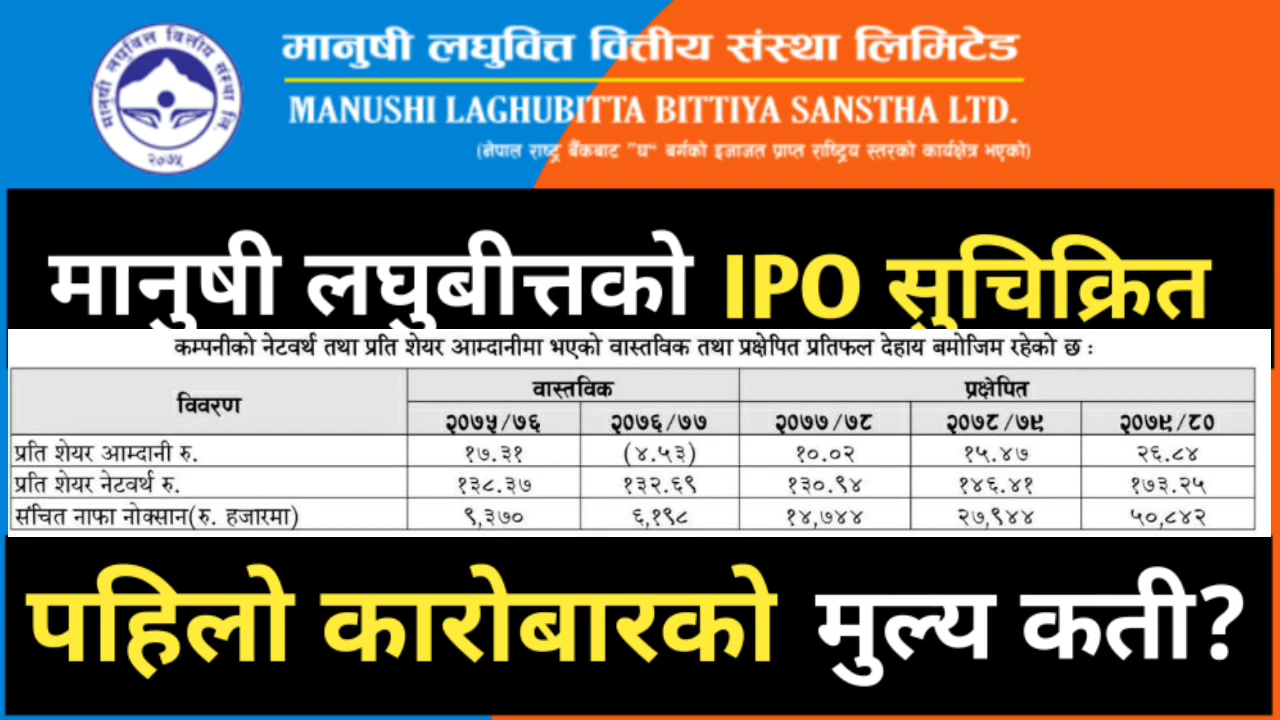 मानुषी लघुवित्त वित्तीय संस्था लि.
२०७५
मानुषी लघुवित्त वित्तीय संस्था लिमिटेड
MANUSHI LAGHUBITTA BITTIYA SANSTHA LTD.
(नेपाल राष्ट्र बैंकबाट "घ" बर्गको इजाजत प्राप्त राष्ट्रिय स्तरको कार्यक्षेत्र भएको)
मानुषी लघुबीत्तको IPO सुचिक्रित
कम्पनीको नेटवर्थ तथा प्रति शेयर आम्दानीमा भएको वास्तविक तथा प्रक्षेपित प्रतिफल देहाय बमोजिम रहेको छ :
विवरण वास्तविक प्रक्षेपित
२०७५/७६ २०७६/७७ २०७७/७८ २०७८/७९ २०७९/८०
प्रति शेयर आम्दानी रु. १७.३१ (४.५३) १०.०२ १५.४७ २६.८४
प्रति शेयर नेटवर्थ रु. १३८.३७ १३२.६९ १३०.९४ १४६.४१ १७३.२५
संचित नाफा नोक्सान(रु. हजारमा) ९,३७० ६,१९८ १४,७४४ २७,९४४ ५०,८४२
पहिलो कारोबारको मुल्य कती?